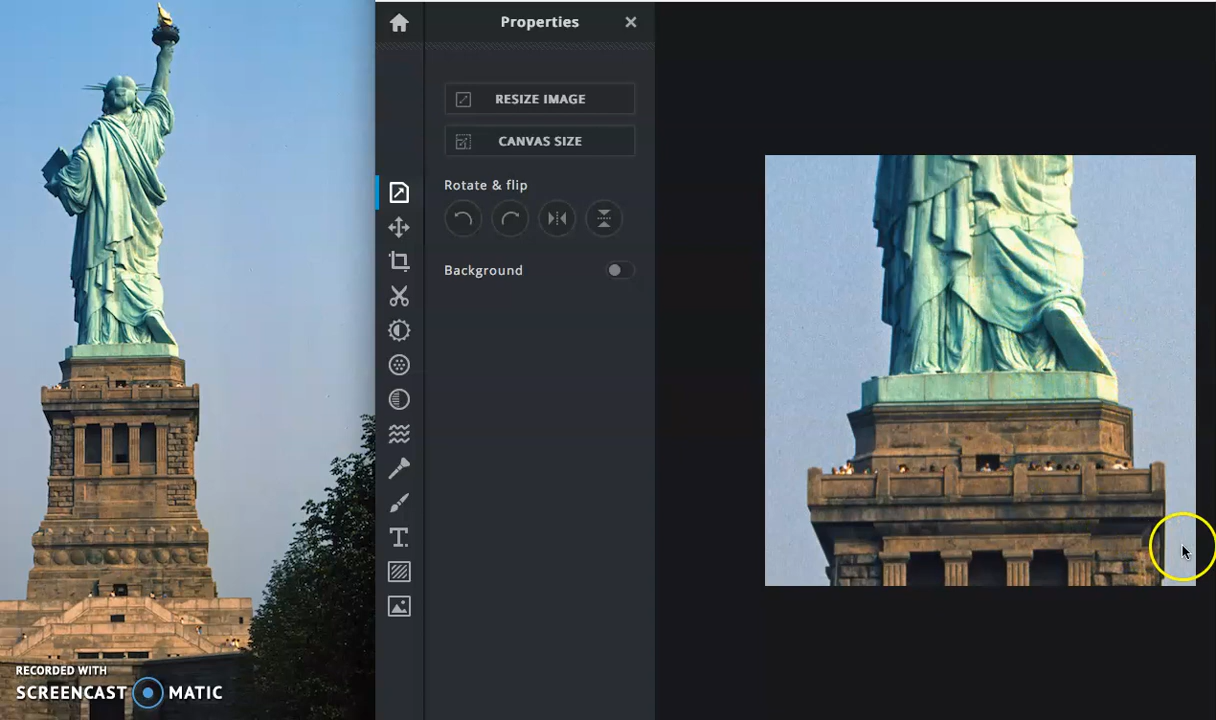 Properties
RESIZE IMAGE
CANVAS SIZE
Rotate & flip
Background
T.
RECORDED WITH
SCREENCAST MATIC